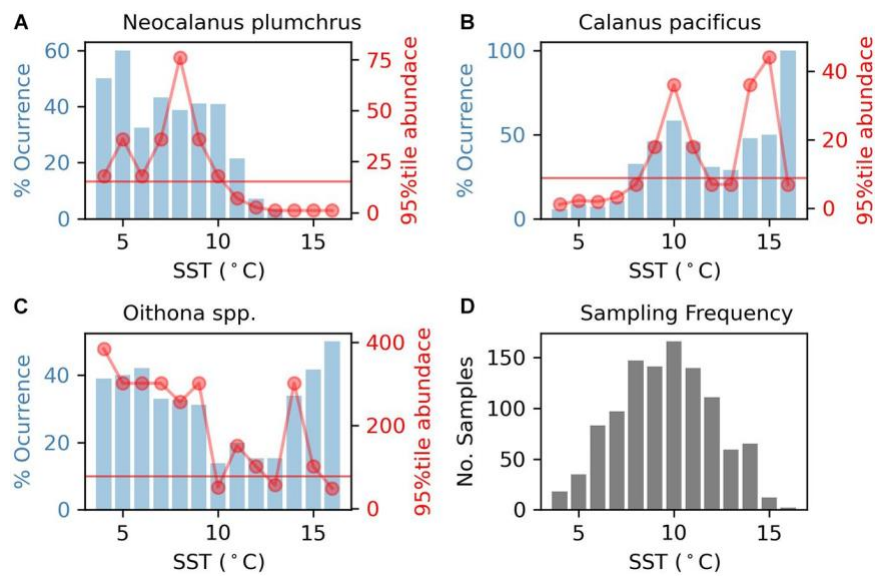 A
Neocalanus plumchrus
60
40
20
0
% Ocurrence
75
50
25
0
95%tile abundace
5
10
15
SST (°C)
B
Calanus pacificus
100
50
0
% Ocurrence
40
20
0
95%tile abundace
5
10
15
SST (°C)
C
Oithona spp.
40
20
0
% Ocurrence
400
200
0
95%tile abundace
5
10
15
SST (°C)
D
Sampling Frequency
150
100
50
0
No. Samples
5
10
15
SST (°C)